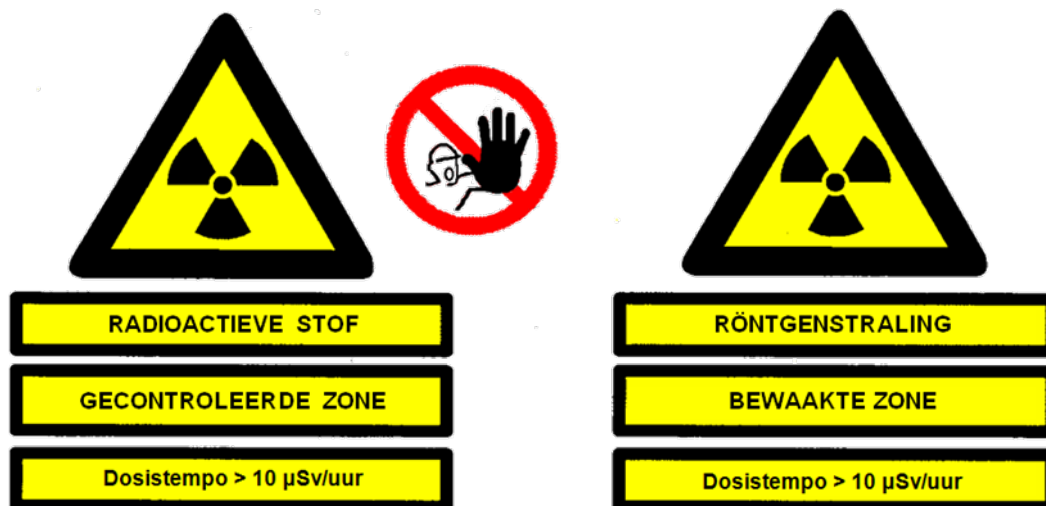 RADIOACTIEVE STOF
GECONTROLEERDE ZONE
Dosistempo > 10 µSv/uur
RÖNTGENSTRALING
BEWAAKTE ZONE
Dosistempo > 10 µSv/uur